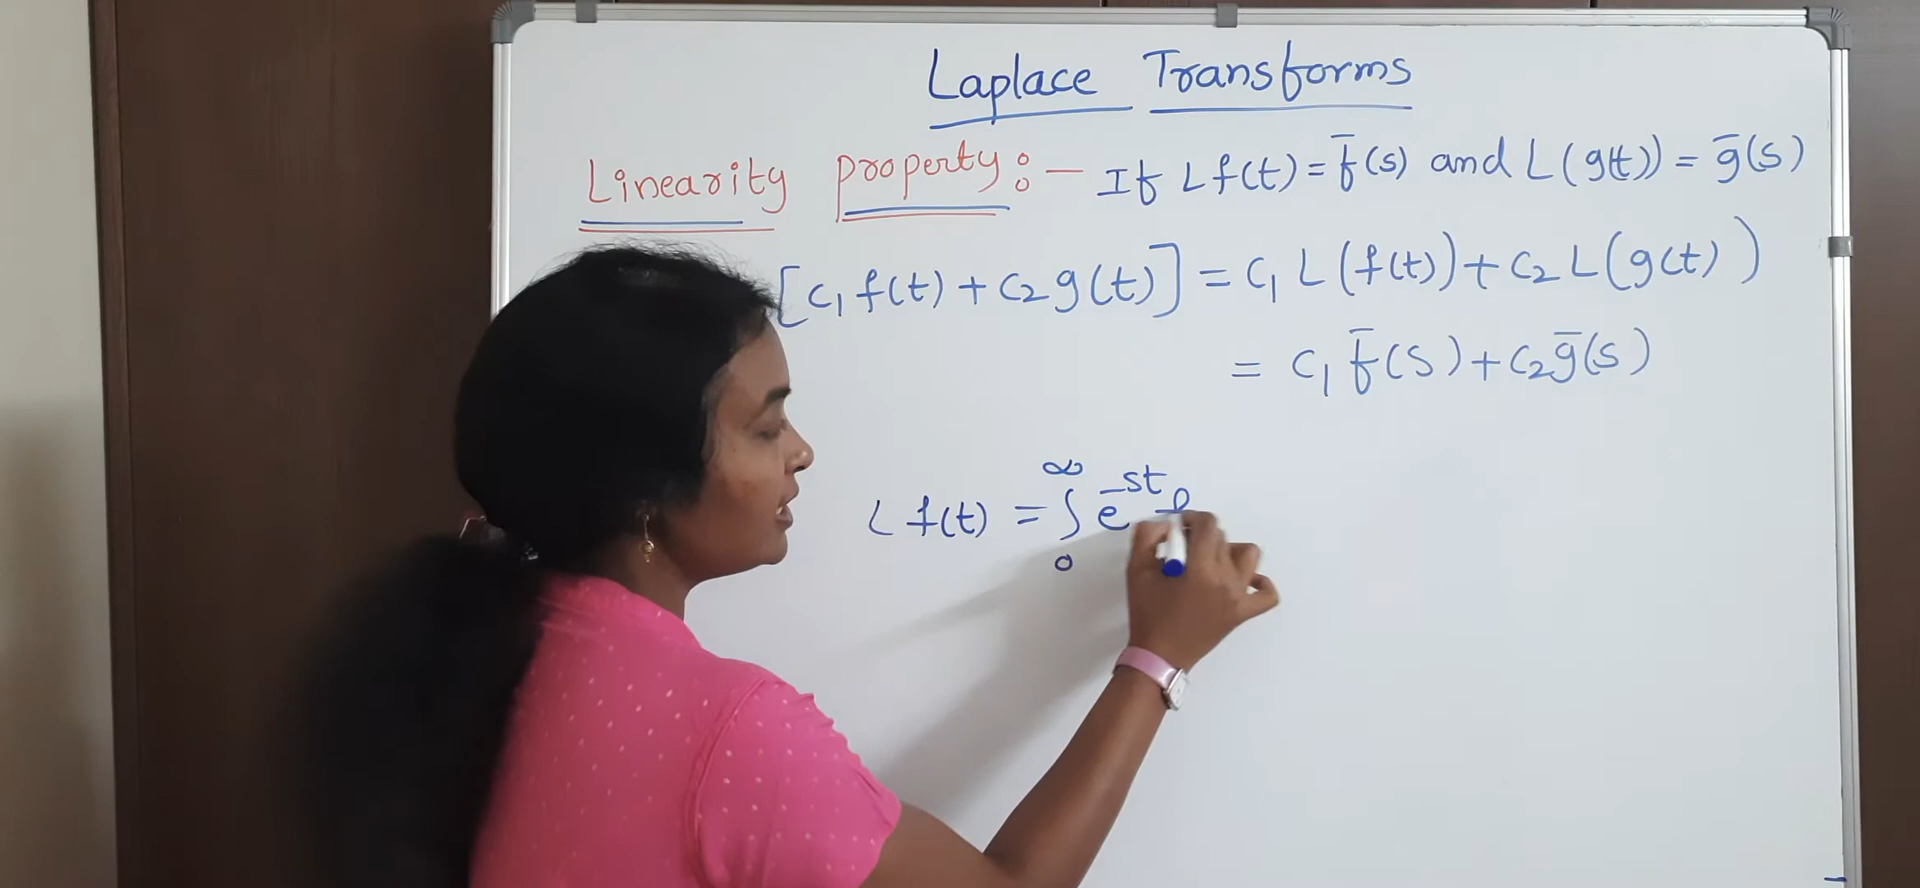 Laplace Transforms
Linearity property:- If L f(t) = f̄(s) and L(g(t)) = ḡ(s)
[c₁ f(t) + c₂ g(t)] = c₁ L(f(t)) + c₂ L(g(t))
= c₁ f̄(s) + c₂ ḡ(s)
L f(t) = ∫₀^∞ e^-st f